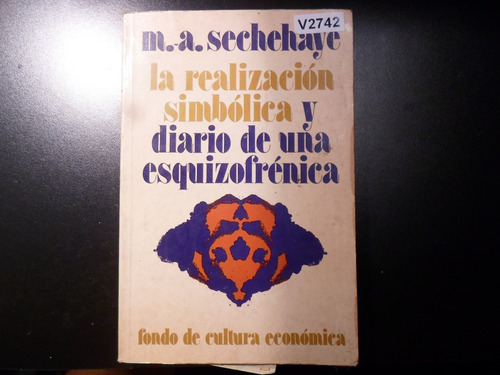 V2742
m.-a. sechehaye
la realización
simbólica y
diario de una
esquizofrénica
fondo de cultura económica